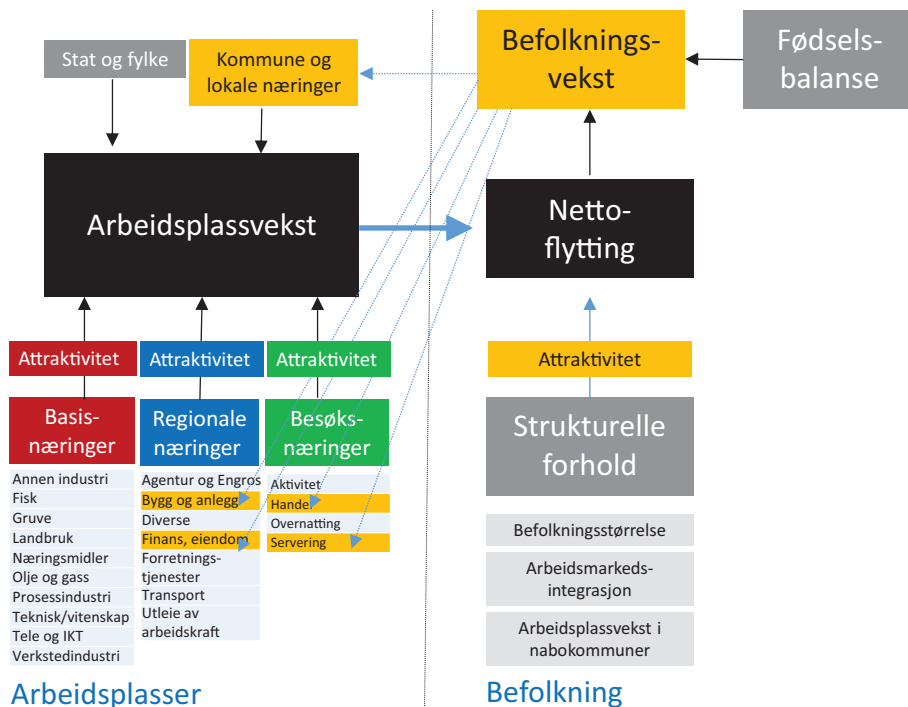 Stat og fylke
Kommune og
lokale næringer
Arbeidsplassvekst
Attraktivitet
Attraktivitet
Attraktivitet
Basis-
næringer
Regionale
næringer
Besøks-
næringer
Annen industri
Fisk
Gruve
Landbruk
Næringsmidler
Olje og gass
Prosessindustri
Teknisk/vitenskap
Tele og IKT
Verkstedindustri
Agentur og Engros
Bygg og anlegg
Diverse
Finans, eiendom
Forretnings-
tjenester
Transport
Utleie av
arbeidskraft
Aktivitet
Handel
Overnatting
Servering
Arbeidsplasser
Befolknings-
vekst
Fødsels-
balanse
Netto-
flytting
Attraktivitet
Strukturelle
forhold
Befolkningsstørrelse
Arbeidsmarkeds-
integrasjon
Arbeidsplassvekst i
nabokommuner
Befolkning